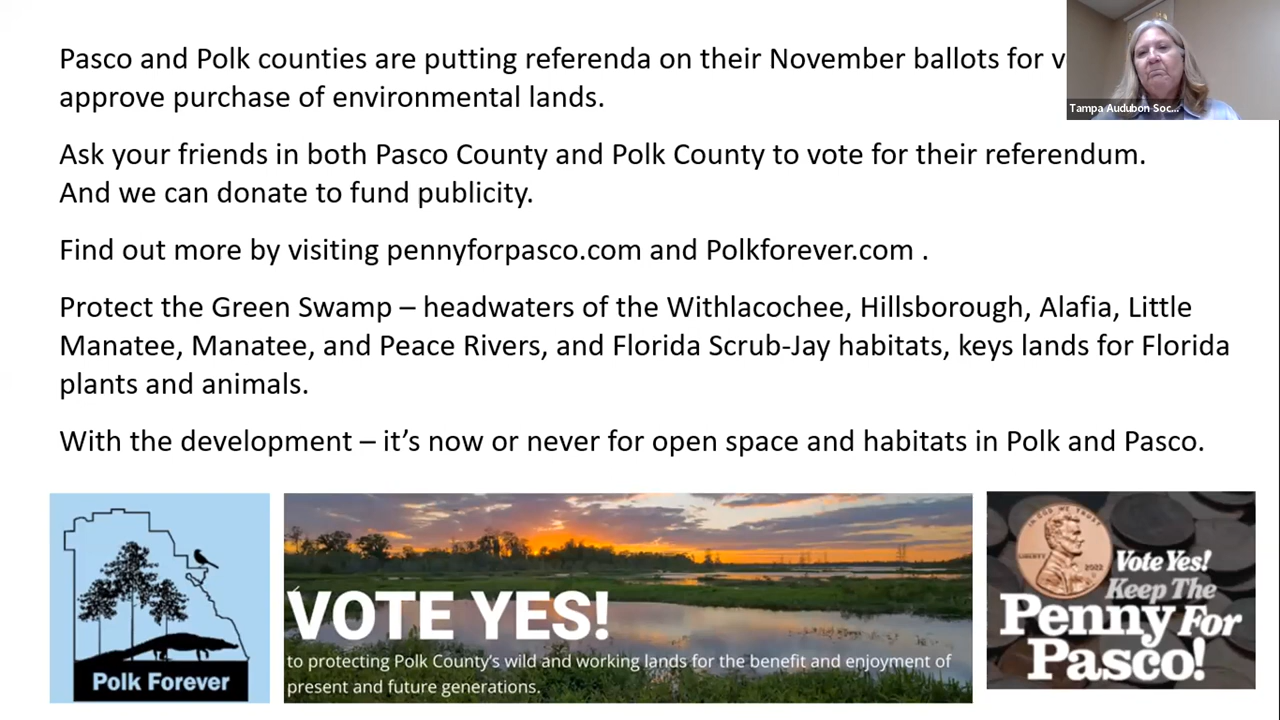 Pasco and Polk counties are putting referenda on their November ballots for
approve purchase of environmental lands.
Tampa Audubon Soc...
Ask your friends in both Pasco County and Polk County to vote for their referendum.
And we can donate to fund publicity.
Find out more by visiting pennyforpasco.com and Polkforever.com .
Protect the Green Swamp – headwaters of the Withlacochee, Hillsborough, Alafia, Little
Manatee, Manatee, and Peace Rivers, and Florida Scrub-Jay habitats, keys lands for Florida
plants and animals.
With the development – it’s now or never for open space and habitats in Polk and Pasco.
Polk Forever
VOTE YES!
to protecting Polk County’s wild and working lands for the benefit and enjoyment of
present and future generations.
IN GOD WE TRUST
LIBERTY
2022
Vote Yes!
Keep The
Penny For
Pasco!